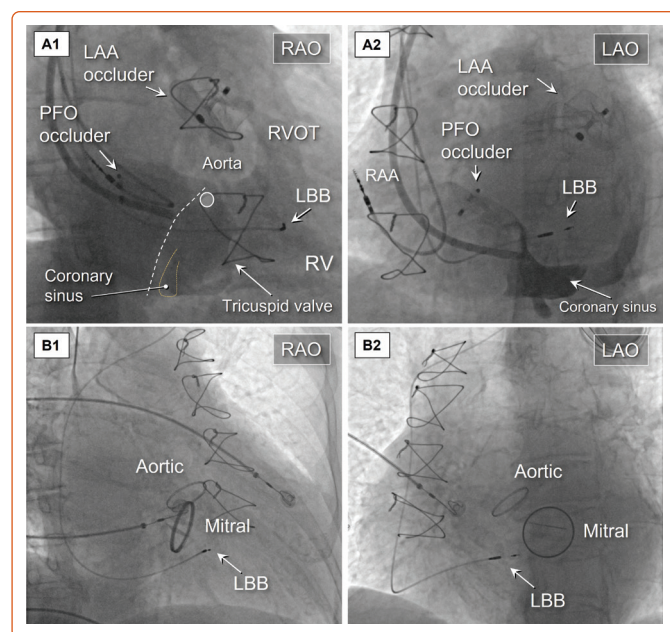 A1
RAO
LAA
occluder
PFO
occluder
RVOT
Aorta
LBB
RV
Coronary
sinus
Tricuspid valve
A2
LAO
LAA
occluder
PFO
occluder
RAA
LBB
Coronary sinus
B1
RAO
Aortic
Mitral
LBB
B2
LAO
Aortic
Mitral
LBB